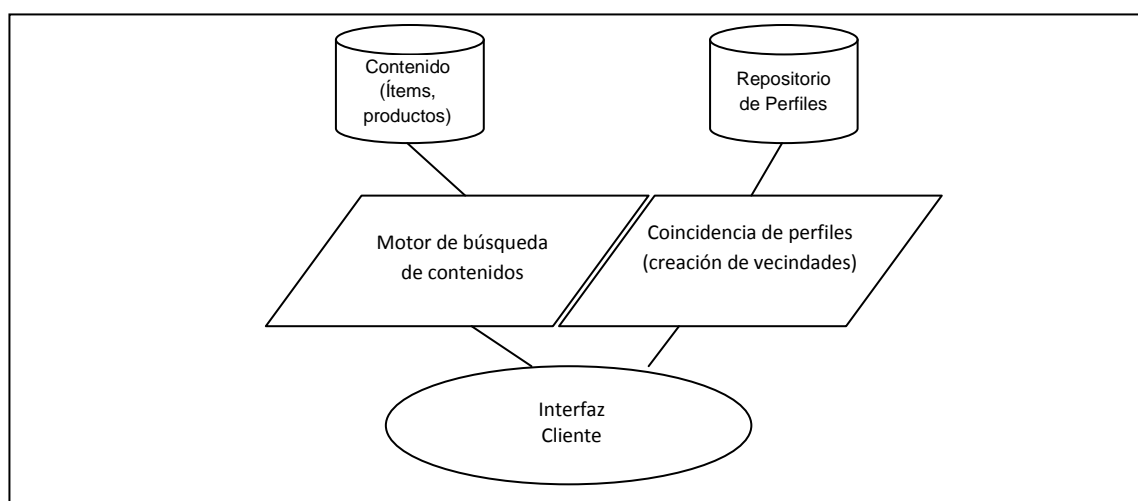 Contenido
(Ítems,
productos)
Repositorio
de Perfiles
Motor de búsqueda
de contenidos
Coincidencia de perfiles
(creación de vecindades)
Interfaz
Cliente